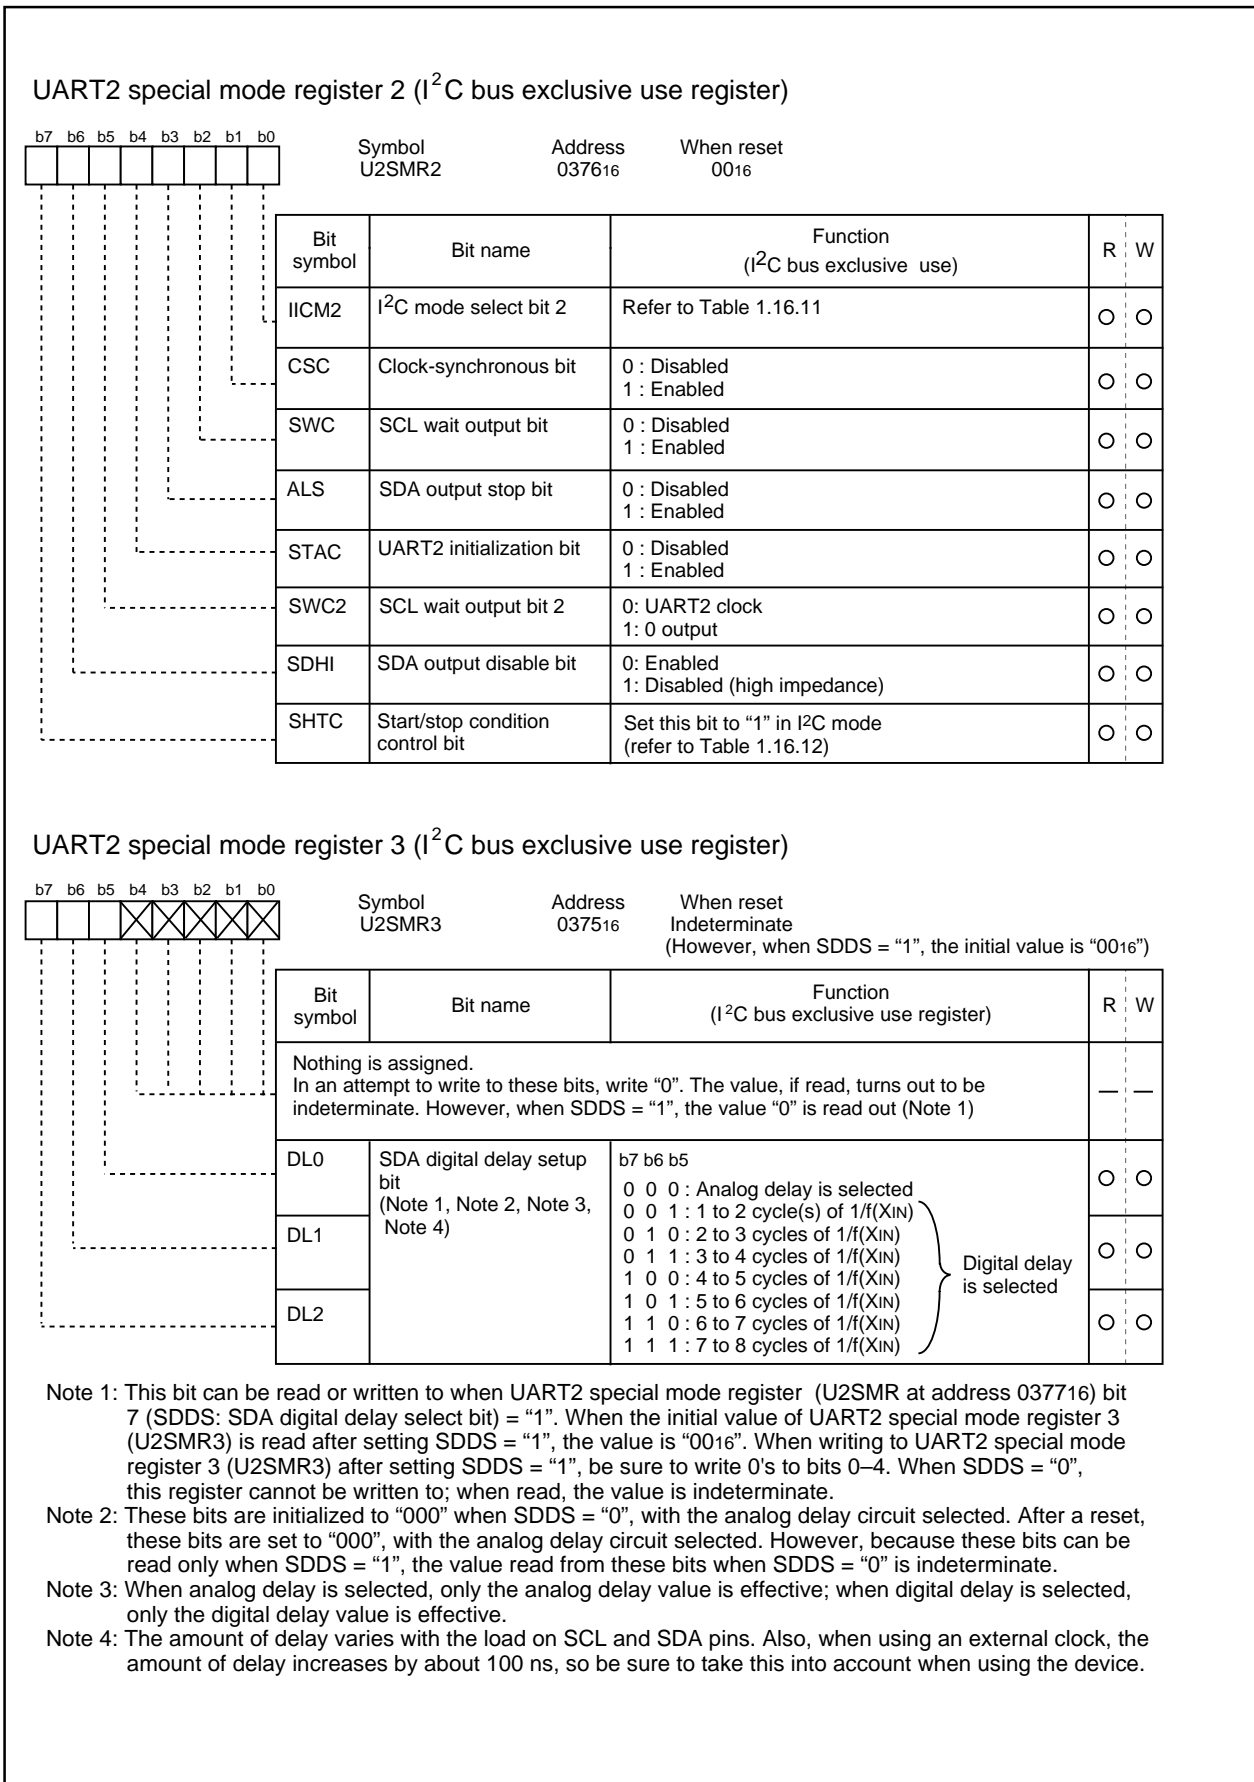 UART2 special mode register 2 (I2C bus exclusive use register)
b7 b6 b5 b4 b3 b2 b1 b0
Symbol Address When reset
U2SMR2 037616 0016
Bit symbol Bit name Function (I2C bus exclusive use) R W
IICM2 I2C mode select bit 2 Refer to Table 1.16.11
CSC Clock-synchronous bit 0 : Disabled
1 : Enabled
SWC SCL wait output bit 0 : Disabled
1 : Enabled
ALS SDA output stop bit 0 : Disabled
1 : Enabled
STAC UART2 initialization bit 0 : Disabled
1 : Enabled
SWC2 SCL wait output bit 2 0: UART2 clock
1: 0 output
SDHI SDA output disable bit 0: Enabled
1: Disabled (high impedance)
SHTC Start/stop condition Set this bit to “1” in I2C mode
control bit (refer to Table 1.16.12)
UART2 special mode register 3 (I2C bus exclusive use register)
b7 b6 b5 b4 b3 b2 b1 b0
Symbol Address When reset
U2SMR3 037516 Indeterminate
(However, when SDDS = “1”, the initial value is “0016”)
Bit symbol Bit name Function (I2C bus exclusive use register) R W
Nothing is assigned.
In an attempt to write to these bits, write “0”. The value, if read, turns out to be
indeterminate. However, when SDDS = “1”, the value “0” is read out (Note 1)
DL0 SDA digital delay setup b7 b6 b5
bit
(Note 1, Note 2, Note 3,
Note 4)
DL1
DL2
0 0 0 : Analog delay is selected
0 0 1 : 1 to 2 cycle(s) of 1/f(XIN)
0 1 0 : 2 to 3 cycles of 1/f(XIN)
0 1 1 : 3 to 4 cycles of 1/f(XIN)
1 0 0 : 4 to 5 cycles of 1/f(XIN)
1 0 1 : 5 to 6 cycles of 1/f(XIN)
1 1 0 : 6 to 7 cycles of 1/f(XIN)
1 1 1 : 7 to 8 cycles of 1/f(XIN)
Digital delay
is selected
Note 1: This bit can be read or written to when UART2 special mode register (U2SMR at address 037716) bit
7 (SDDS: SDA digital delay select bit) = “1”. When the initial value of UART2 special mode register 3
(U2SMR3) is read after setting SDDS = “1”, the value is “0016”. When writing to UART2 special mode
register 3 (U2SMR3) after setting SDDS = “1”, be sure to write 0's to bits 0–4. When SDDS = “0”,
this register cannot be written to; when read, the value is indeterminate.
Note 2: These bits are initialized to “000” when SDDS = “0”, with the analog delay circuit selected. After a reset,
these bits are set to “000”, with the analog delay circuit selected. However, because these bits can be
read only when SDDS = “1”, the value read from these bits when SDDS = “0” is indeterminate.
Note 3: When analog delay is selected, only the analog delay value is effective; when digital delay is selected,
only the digital delay value is effective.
Note 4: The amount of delay varies with the load on SCL and SDA pins. Also, when using an external clock, the
amount of delay increases by about 100 ns, so be sure to take this into account when using the device.